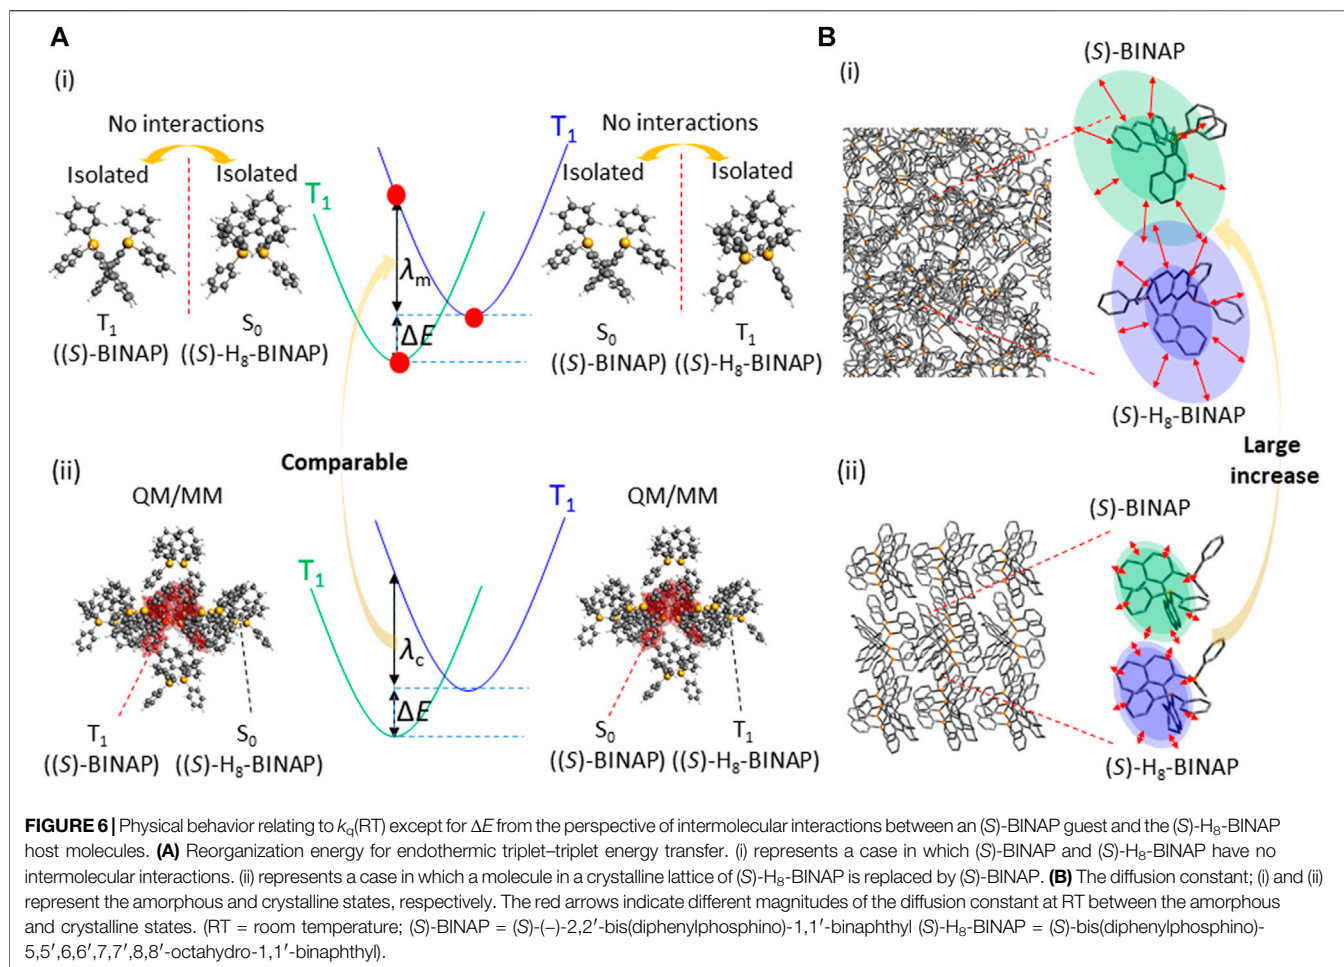 A
(i)
No interactions
Isolated
Isolated
T1
((S)-BINAP)
S0
((S)-H8-BINAP)
T1
T1
λm
ΔE
No interactions
Isolated
Isolated
S0
((S)-BINAP)
T1
((S)-H8-BINAP)
Comparable
(ii)
QM/MM
T1
((S)-BINAP)
S0
((S)-H8-BINAP)
T1
T1
λc
ΔE
QM/MM
S0
((S)-BINAP)
T1
((S)-H8-BINAP)
B
(i)
(S)-BINAP
(S)-H8-BINAP
Large
increase
(ii)
(S)-BINAP
(S)-H8-BINAP
FIGURE 6 | Physical behavior relating to kq(RT) except for ΔE from the perspective of intermolecular interactions between an (S)-BINAP guest and the (S)-H8-BINAP
host molecules. (A) Reorganization energy for endothermic triplet–triplet energy transfer. (i) represents a case in which (S)-BINAP and (S)-H8-BINAP have no
intermolecular interactions. (ii) represents a case in which a molecule in a crystalline lattice of (S)-H8-BINAP is replaced by (S)-BINAP. (B) The diffusion constant; (i) and (ii)
represent the amorphous and crystalline states, respectively. The red arrows indicate different magnitudes of the diffusion constant at RT between the amorphous
and crystalline states. (RT = room temperature; (S)-BINAP = (S)-(–)-2,2′-bis(diphenylphosphino)-1,1′-binaphthyl (S)-H8-BINAP = (S)-bis(diphenylphosphino)-
5,5′,6,6′,7,7′,8,8′-octahydro-1,1′-binaphthyl).